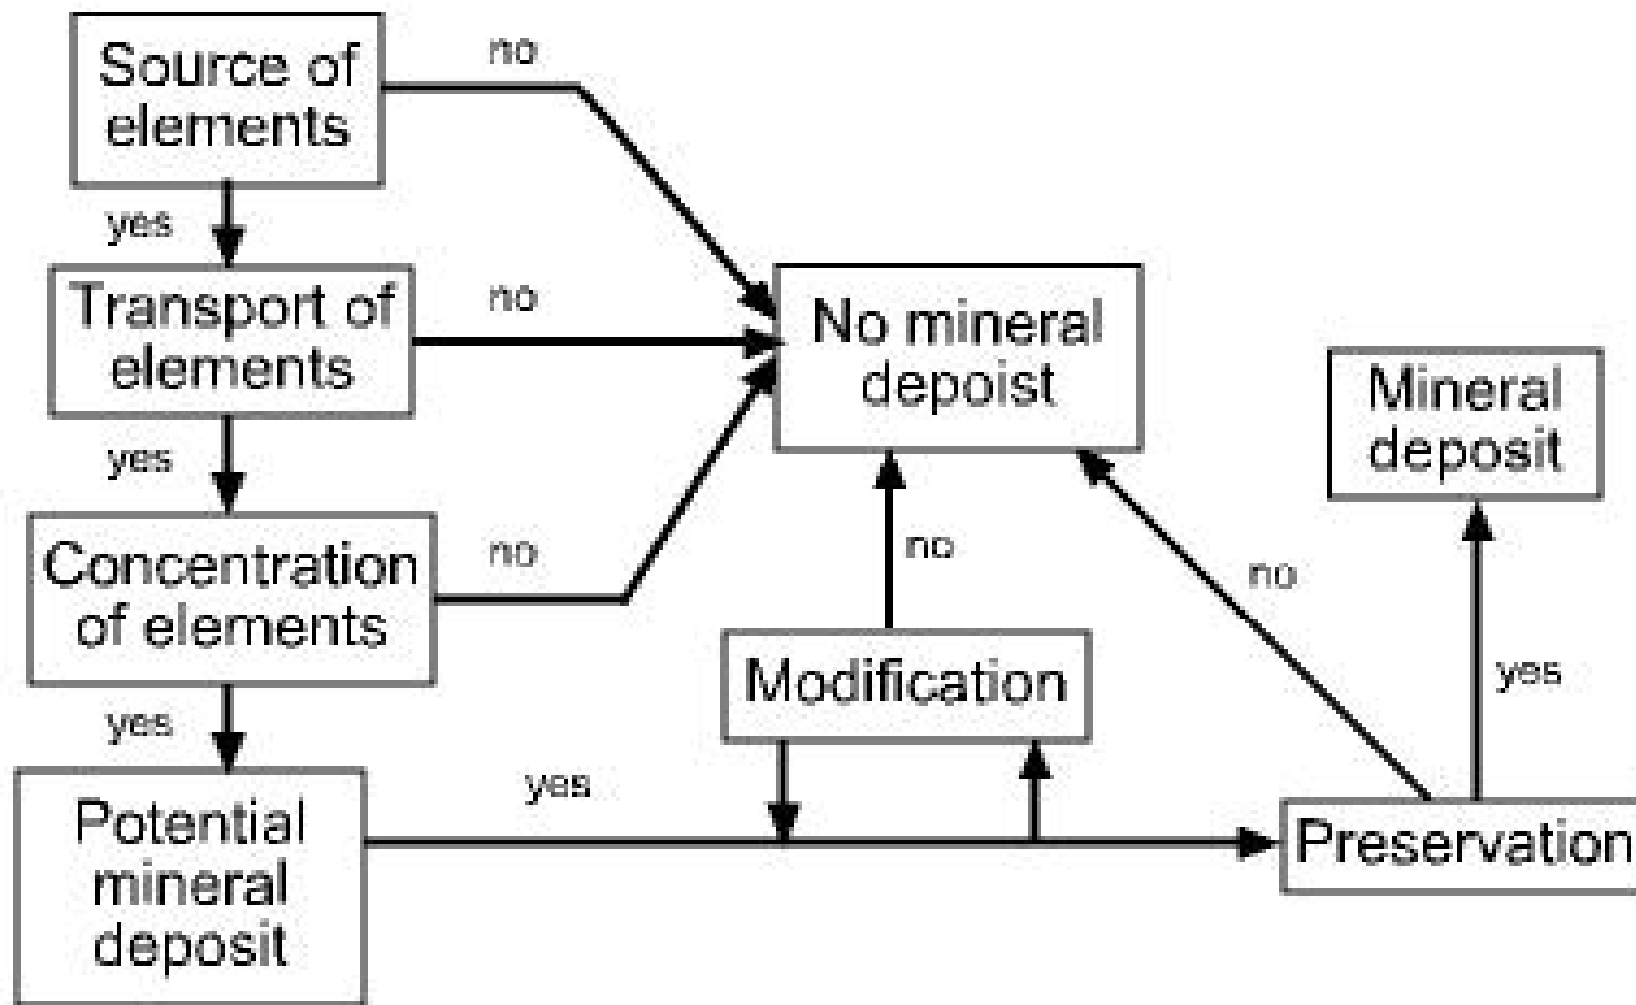 Source of
elements
no
yes
Transport of
elements
no
No mineral
depoist
Mineral
deposit
yes
Concentration
of elements
no
no
no
Modification
yes
yes
Potential
mineral
deposit
yes
Preservation